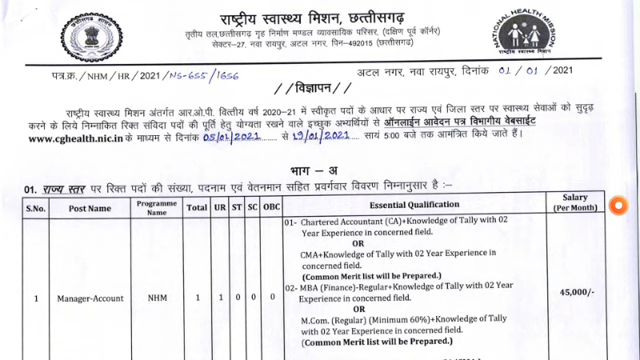 राष्ट्रीय स्वास्थ्य मिशन, छत्तीसगढ़
तृतीय तल,छत्तीसगढ़ गृह निर्माण मण्डल व्यावसायिक परिसर, (दक्षिण पूर्व कॉर्नर)
सेक्टर-27, नवा रायपुर, अटल नगर, पिन-492015 (छत्तीसगढ़)
NATIONAL HEALTH MISSION
पत्र.क्र./NHM/HR/2021/NS-655/1656
अटल नगर, नवा रायपुर, दिनांक 01/01/2021
//विज्ञापन//
राष्ट्रीय स्वास्थ्य मिशन अंतर्गत आर.ओ.पी. वित्तीय वर्ष 2020-21 में स्वीकृत पदों के आधार पर राज्य एवं जिला स्तर पर स्वास्थ्य सेवाओं को सुदृढ़
करने के लिये निम्नांकित रिक्त संविदा पदों की पूर्ति हेतु योग्यता रखने वाले इच्छुक अभ्यर्थियों से ऑनलाईन आवेदन पत्र विभागीय वेबसाईट
www.cghealth.nic.in के माध्यम से दिनांक 05/01/2021 से 19/01/2021 सायं 5:00 बजे तक आमंत्रित किये जाते हैं।
भाग – अ
01. राज्य स्तर पर रिक्त पदों की संख्या, पदनाम एवं वेतनमान सहित प्रवर्गवार विवरण निम्नानुसार है :–
S.No. Post Name Programme Name Total UR ST SC OBC Essential Qualification Salary (Per Month)
1 Manager-Account NHM 1 1 0 0 0
01- Chartered Accountant (CA)+Knowledge of Tally with 02
Year Experience in concerned field.
OR
CMA+Knowledge of Tally with 02 Year Experience in
concerned field.
(Common Merit list will be Prepared.)
02- MBA (Finance)-Regular+Knowledge of Tally with 02 Year
Experience in concerned field.
OR
M.Com. (Regular) (Minimum 60%)+Knowledge of Tally
with 02 Year Experience in concerned field.
(Common Merit list will be Prepared.)
45,000/-